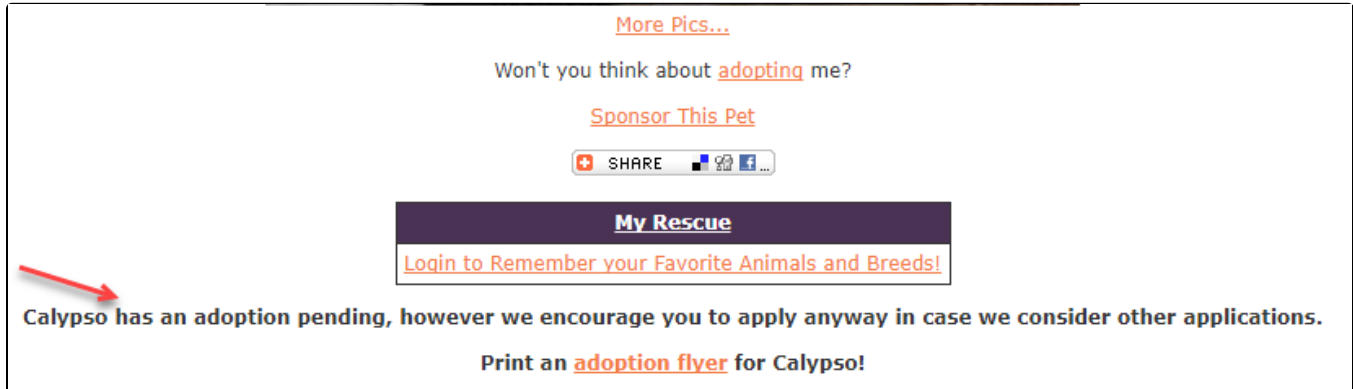 More Pics...
Won't you think about adopting me?
Sponsor This Pet
SHARE ...
My Rescue
Login to Remember your Favorite Animals and Breeds!
Calypso has an adoption pending, however we encourage you to apply anyway in case we consider other applications.
Print an adoption flyer for Calypso!